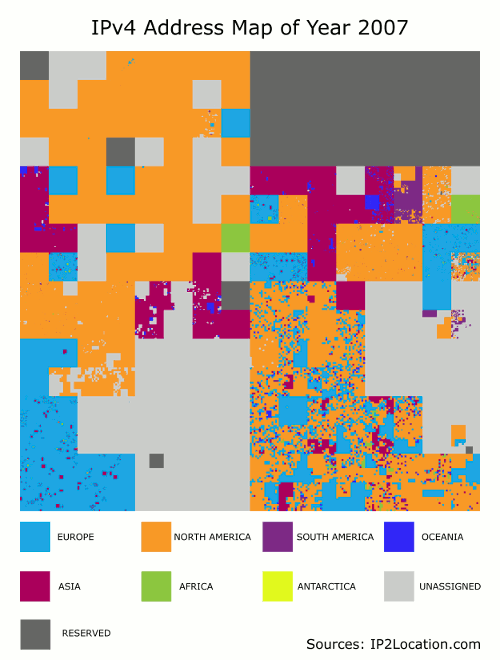 IPv4 Address Map of Year 2007
EUROPE NORTH AMERICA SOUTH AMERICA OCEANIA
ASIA AFRICA ANTARCTICA UNASSIGNED
RESERVED
Sources: IP2Location.com